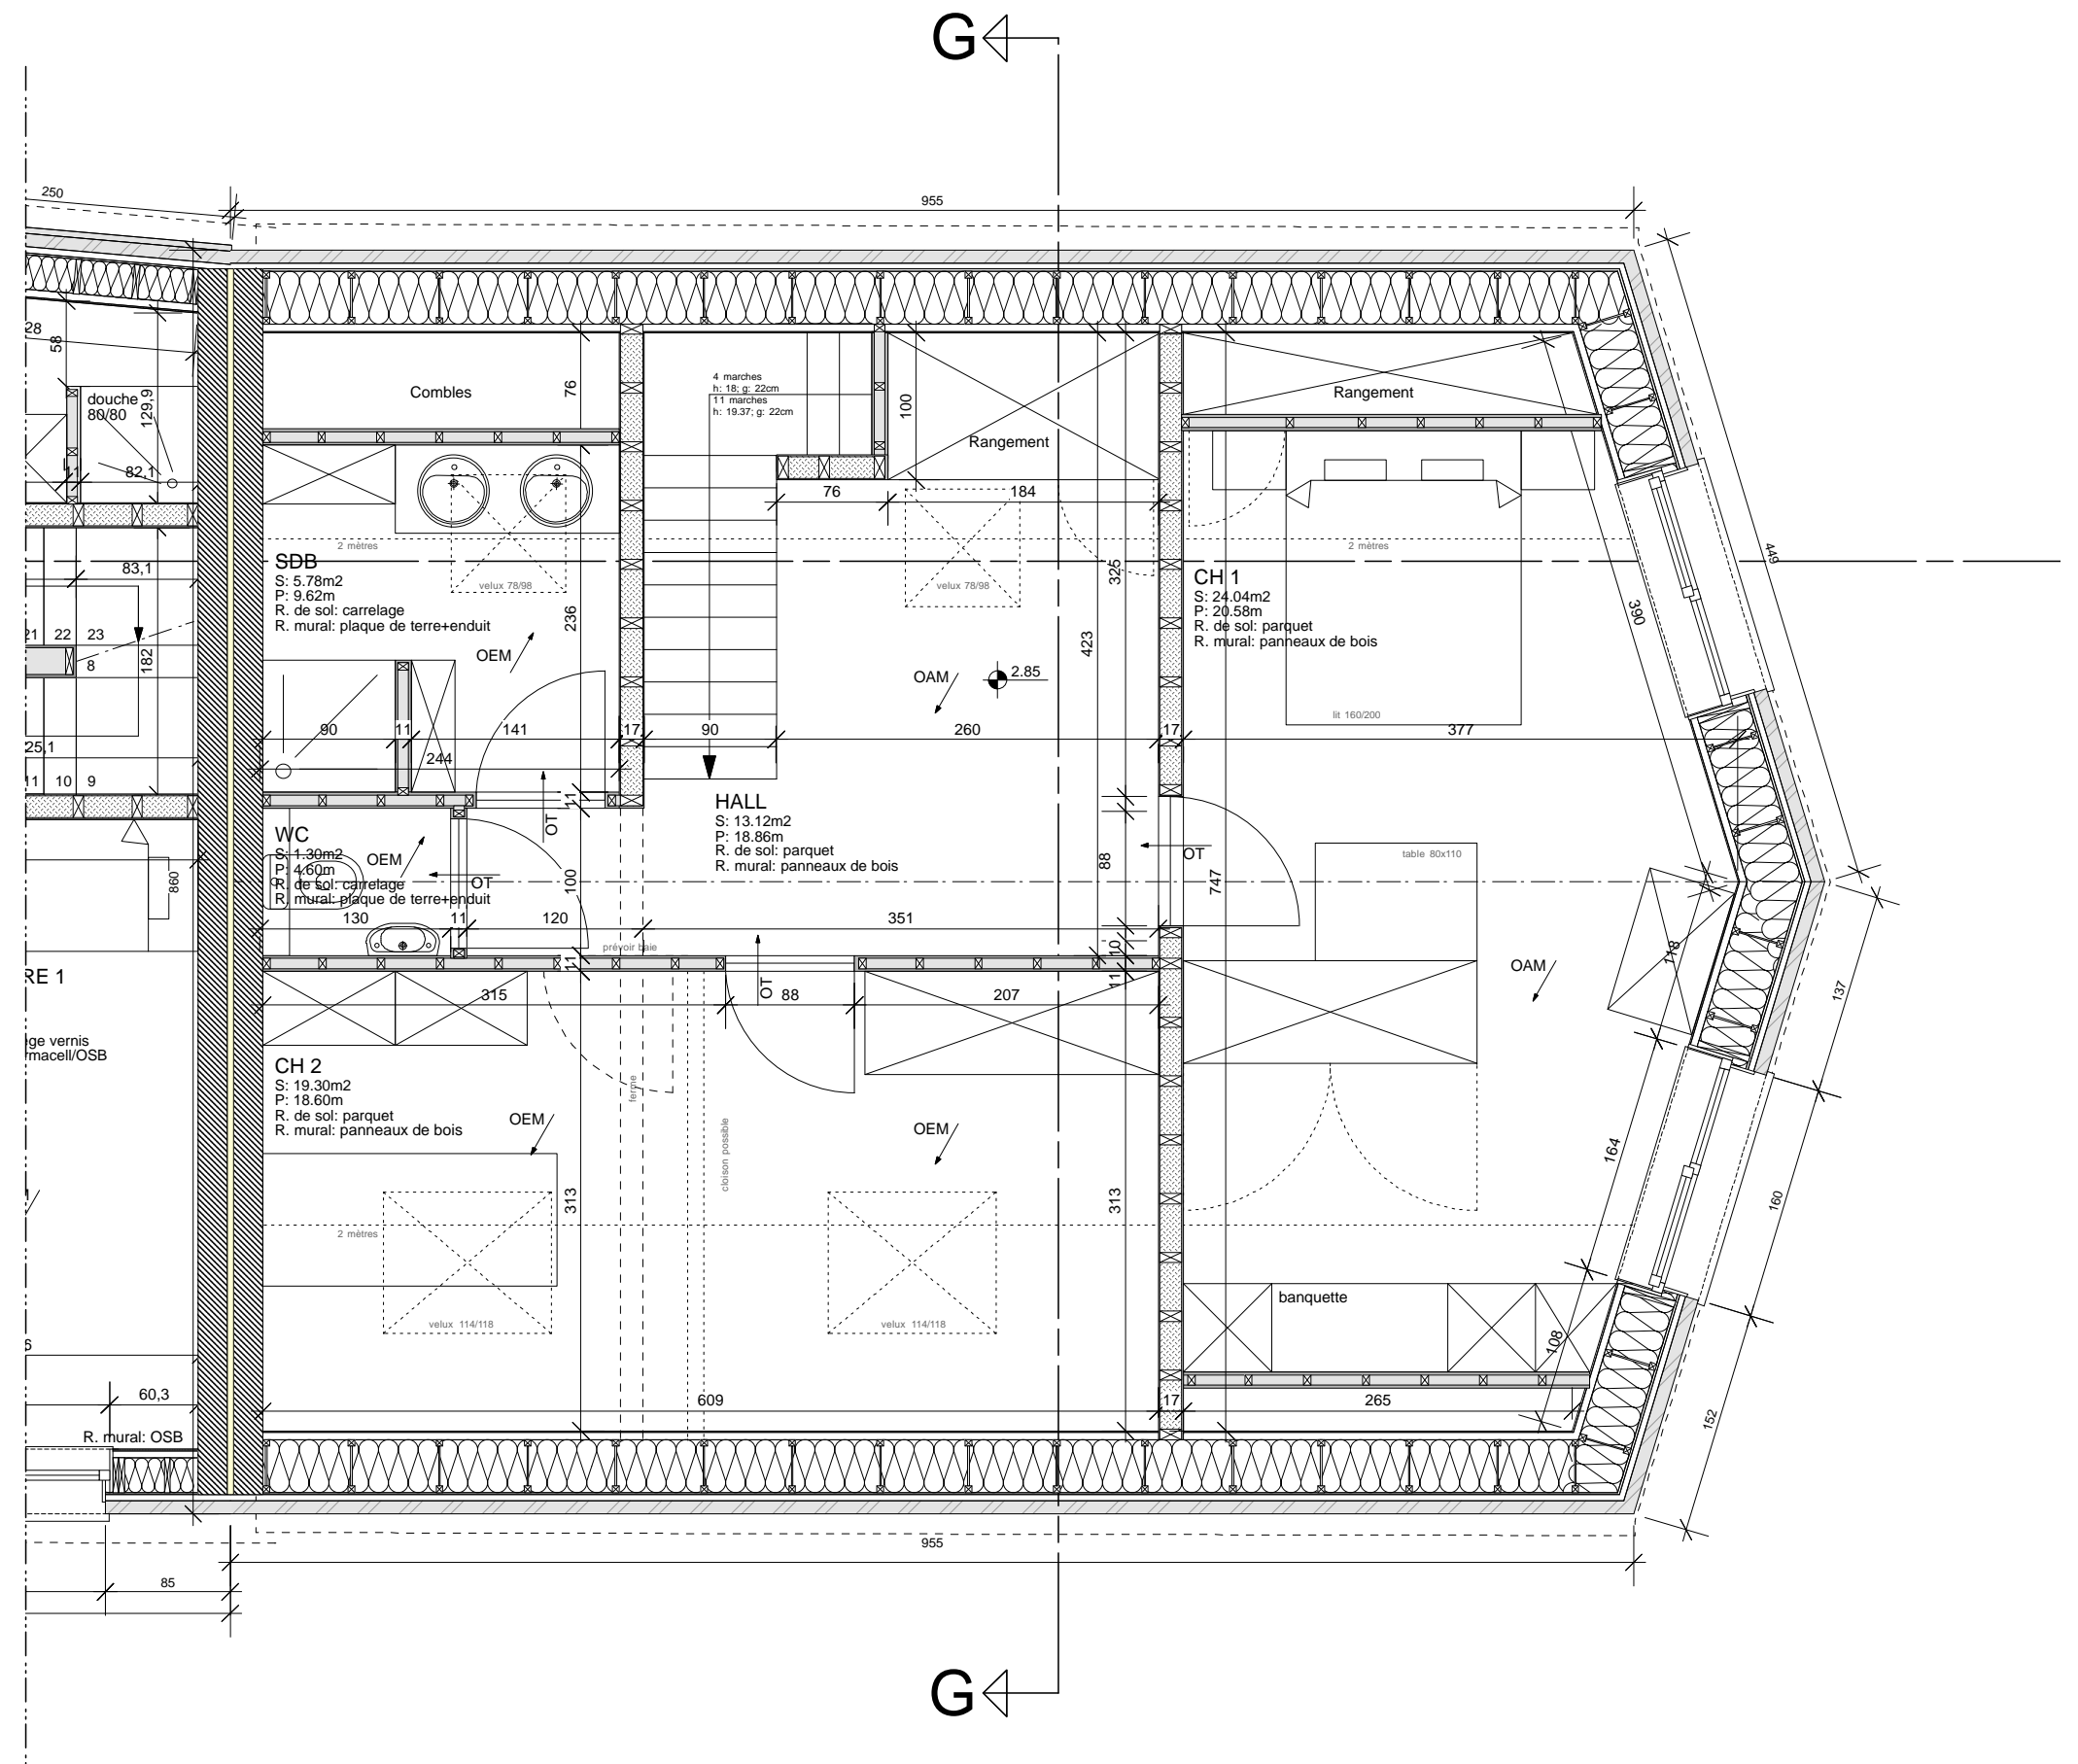 G
250
955
28
58
douche
80/80
129,9
11
82,1
Combles
76
4 marches
h: 18; g: 22cm
11 marches
h: 19.37; g: 22cm
100
Rangement
Rangement
76
184
449
2 mètres
2 mètres
velux 78/98
velux 78/98
83,1
SDB
S: 5.78m2
P: 9.62m
R. de sol: carrelage
R. mural: plaque de terre+enduit
236
325
423
CH 1
S: 24.04m2
P: 20.58m
R. de sol: parquet
R. mural: panneaux de bois
390
21
22
23
8
182
OEM
OAM
2.85
lit 160/200
25,1
90
11
141
17
90
260
17
377
244
11
10
9
11
OT
HALL
S: 13.12m2
P: 18.86m
R. de sol: parquet
R. mural: panneaux de bois
WC
S: 1.30m2
P: 4.60m
R. de sol: carrelage
R. mural: plaque de terre+enduit
OEM
OT
100
88
OT
747
table 80x110
860
130
11
120
351
prévoir baie
11
10
11
118
OAM
137
RE 1
315
OT
88
207
ge vernis
macell/OSB
CH 2
S: 19.30m2
P: 18.60m
R. de sol: parquet
R. mural: panneaux de bois
ferme
cloison possible
OEM
OEM
164
160
313
313
2 mètres
velux 114/118
velux 114/118
banquette
108
6
60,3
609
17
265
152
R. mural: OSB
955
85
G